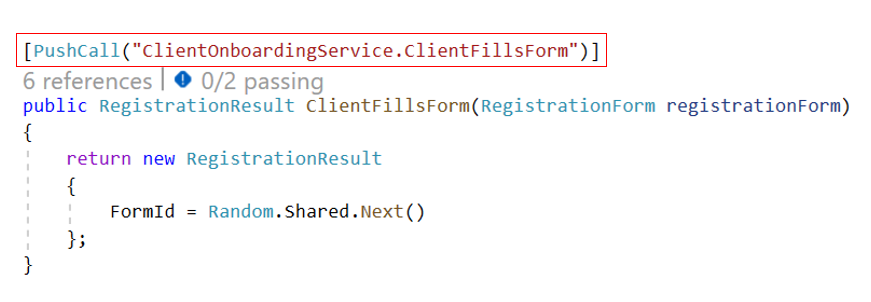 [PushCall("ClientOnboardingService.ClientFillsForm")]
6 references | 0/2 passing
public RegistrationResult ClientFillsForm(RegistrationForm registrationForm)
{
    return new RegistrationResult
    {
        FormId = Random.Shared.Next()
    };
}